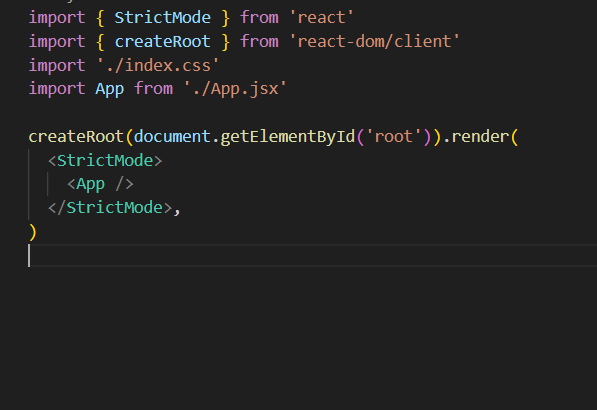 import { StrictMode } from 'react'
import { createRoot } from 'react-dom/client'
import './index.css'
import App from './App.jsx'

createRoot(document.getElementById('root')).render(
  <StrictMode>
    <App />
  </StrictMode>,
)